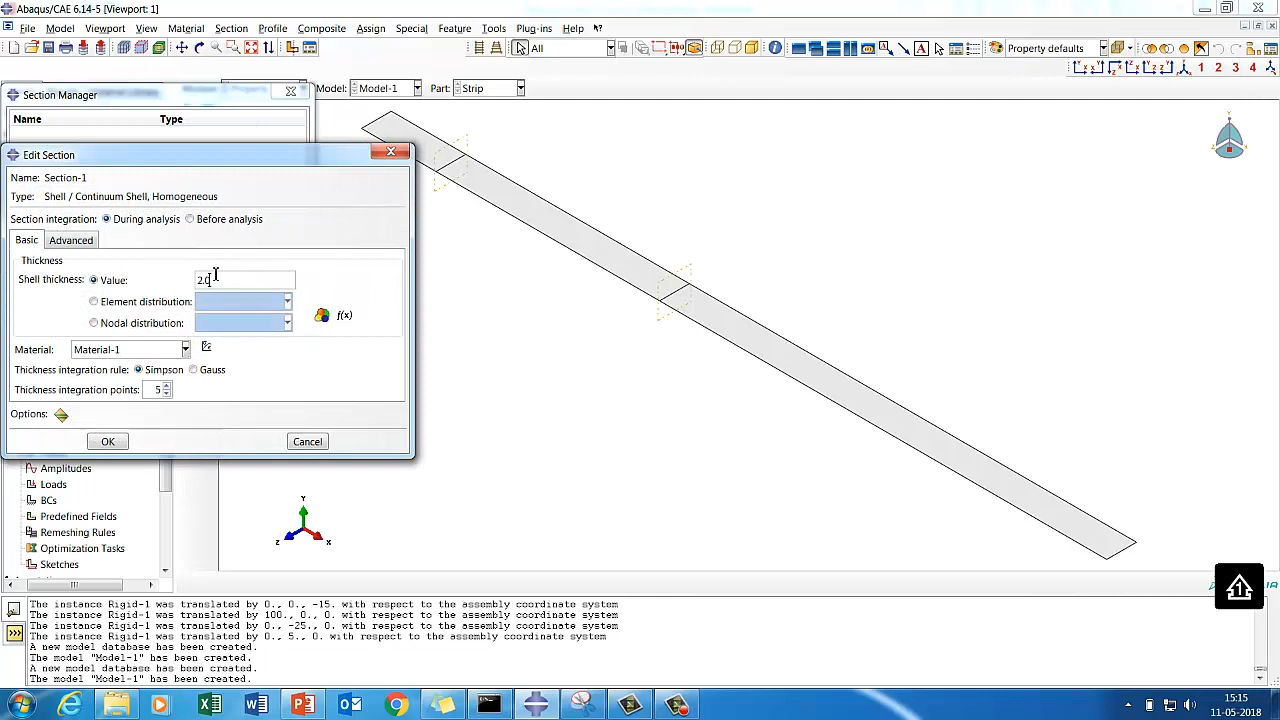 Abaqus/CAE 6.14-5 [Viewport: 1]
File Model Viewport View Material Section Profile Composite Assign Special Feature Tools Plug-ins Help
All Property defaults
1 2 3 4
Model: Model-1 Part: Strip
Section Manager
Name Type
Edit Section
Name: Section-1
Type: Shell / Continuum Shell, Homogeneous
Section integration: During analysis Before analysis
Basic Advanced
Thickness
Shell thickness: Value: 2.0
Element distribution:
Nodal distribution:
f(x)
Material: Material-1
Thickness integration rule: Simpson Gauss
Thickness integration points: 5
Options:
OK Cancel
Amplitudes
Loads
BCs
Predefined Fields
Remeshing Rules
Optimization Tasks
Sketches
Y
Z X
The instance Rigid-1 was translated by 0., 0., -15. with respect to the assembly coordinate system
The instance Rigid-1 was translated by 100., 0., 0. with respect to the assembly coordinate system
The instance Rigid-1 was translated by 0., -25., 0. with respect to the assembly coordinate system
The instance Rigid-1 was translated by 0., 5., 0. with respect to the assembly coordinate system
A new model database has been created.
The model "Model-1" has been created.
A new model database has been created.
The model "Model-1" has been created.
15:15
11-05-2018